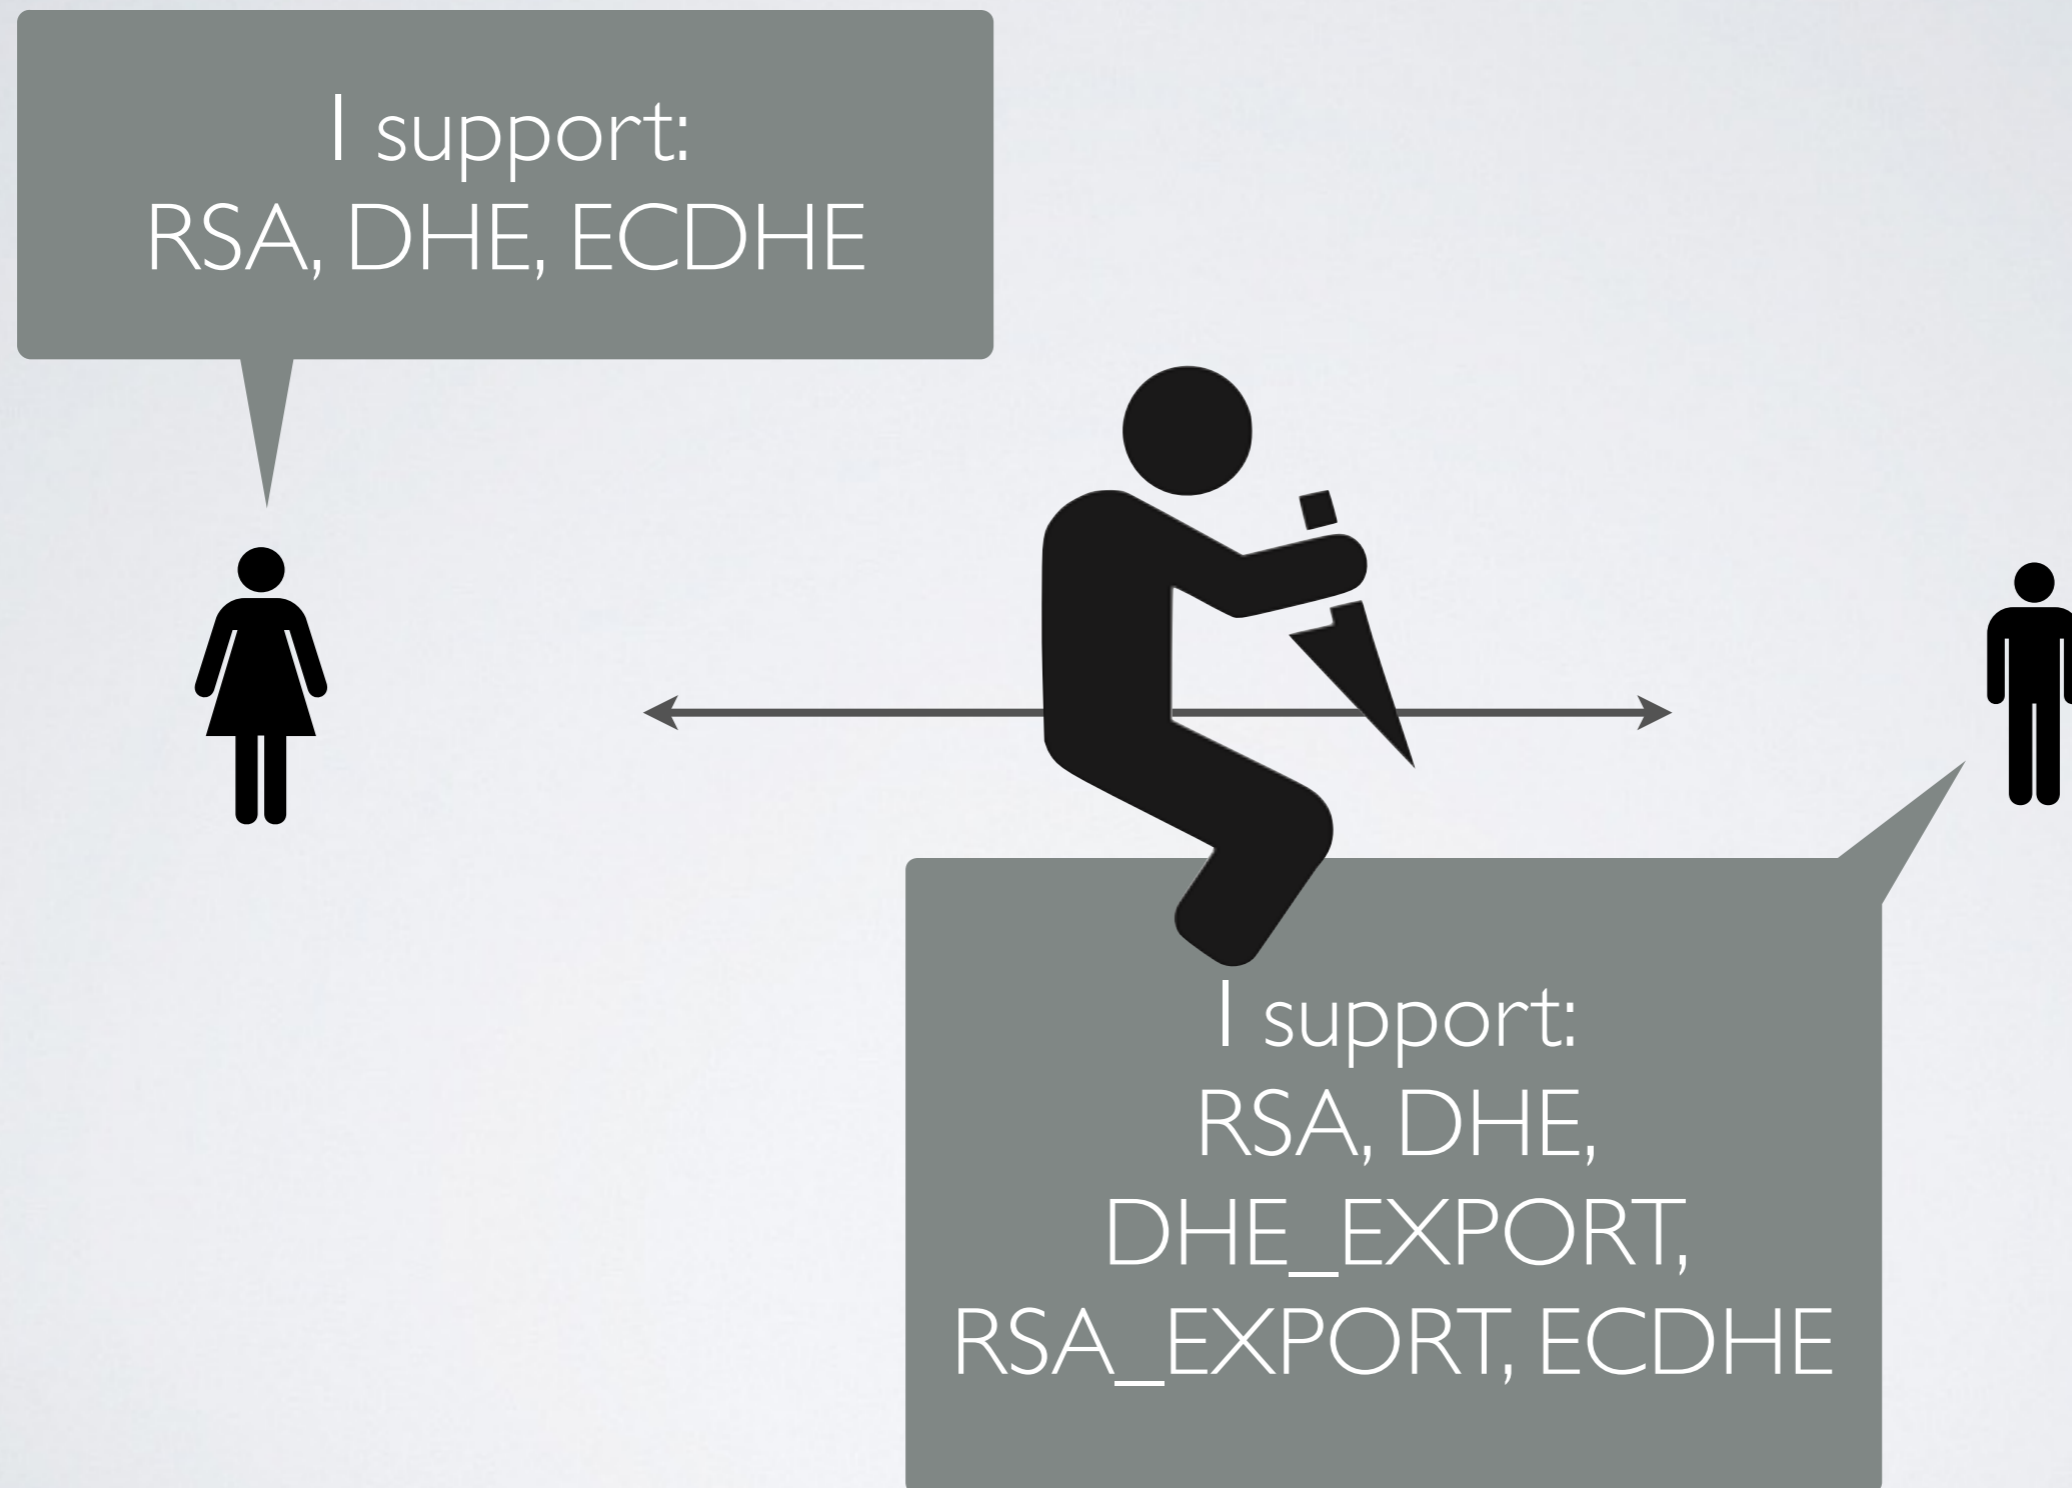 I support:
RSA, DHE, ECDHE
I support:
RSA, DHE,
DHE_EXPORT,
RSA_EXPORT, ECDHE